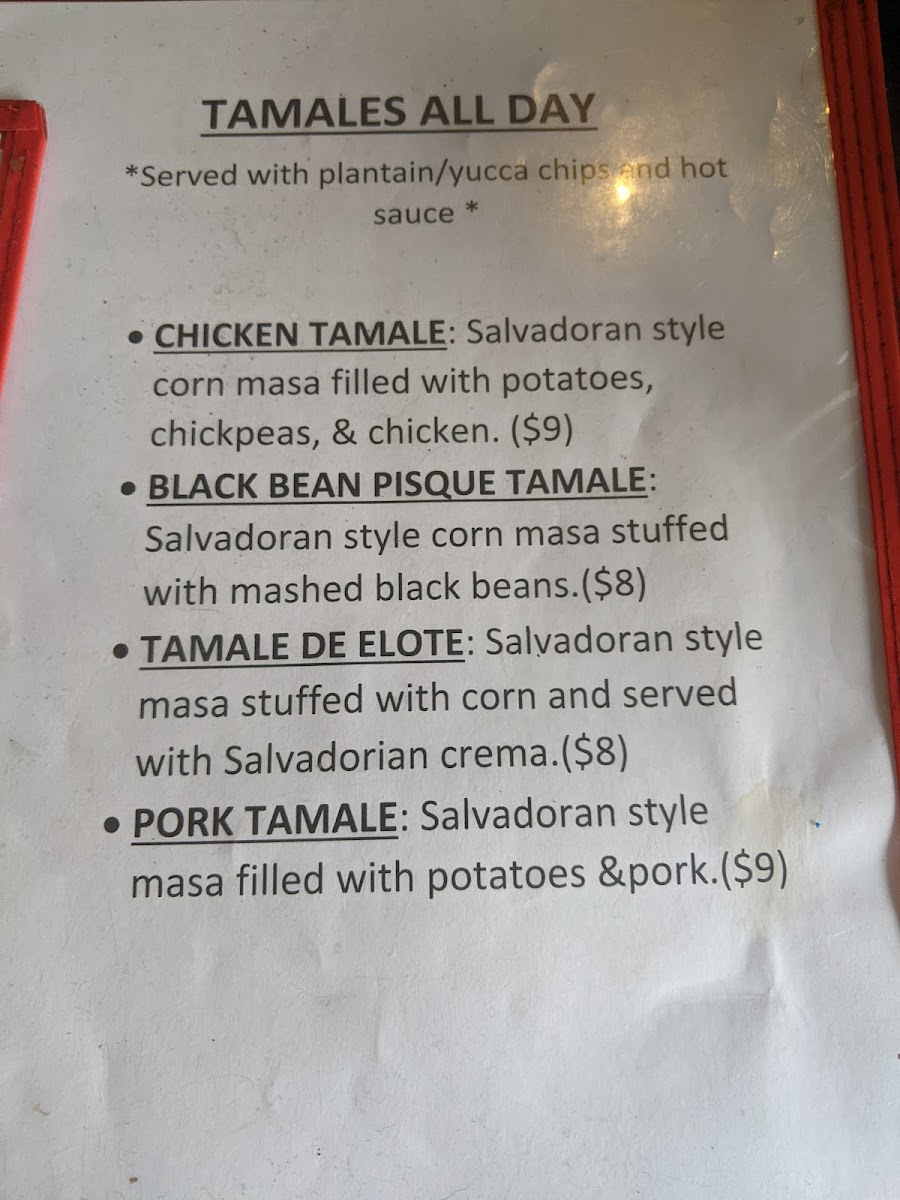 TAMALES ALL DAY
*Served with plantain/yucca chips and hot
sauce *
• CHICKEN TAMALE: Salvadoran style
corn masa filled with potatoes,
chickpeas, & chicken. ($9)
• BLACK BEAN PISQUE TAMALE:
Salvadoran style corn masa stuffed
with mashed black beans.($8)
• TAMALE DE ELOTE: Salvadoran style
masa stuffed with corn and served
with Salvadorian crema.($8)
• PORK TAMALE: Salvadoran style
masa filled with potatoes &pork.($9)